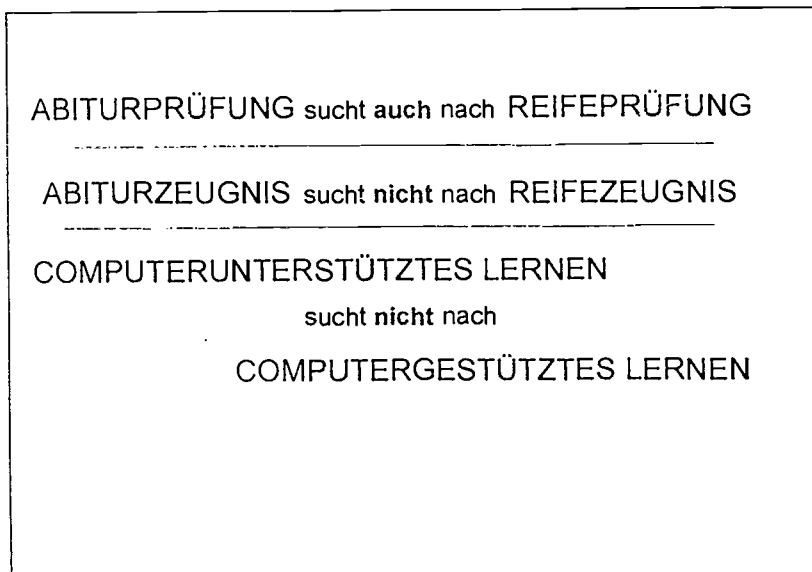 ABITURPRÜFUNG sucht auch nach REIFEPRÜFUNG
ABITURZEUGNIS sucht nicht nach REIFEZEUGNIS
COMPUTERUNTERSTÜTZTES LERNEN
sucht nicht nach
COMPUTERGESTÜTZTES LERNEN